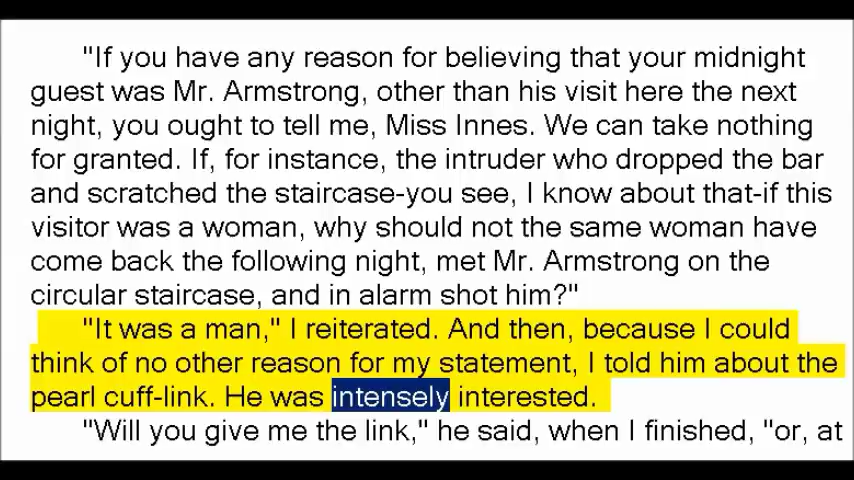 "If you have any reason for believing that your midnight
guest was Mr. Armstrong, other than his visit here the next
night, you ought to tell me, Miss Innes. We can take nothing
for granted. If, for instance, the intruder who dropped the bar
and scratched the staircase-you see, I know about that-if this
visitor was a woman, why should not the same woman have
come back the following night, met Mr. Armstrong on the
circular staircase, and in alarm shot him?"
"It was a man," I reiterated. And then, because I could
think of no other reason for my statement, I told him about the
pearl cuff-link. He was intensely interested.
"Will you give me the link," he said, when I finished, "or, at